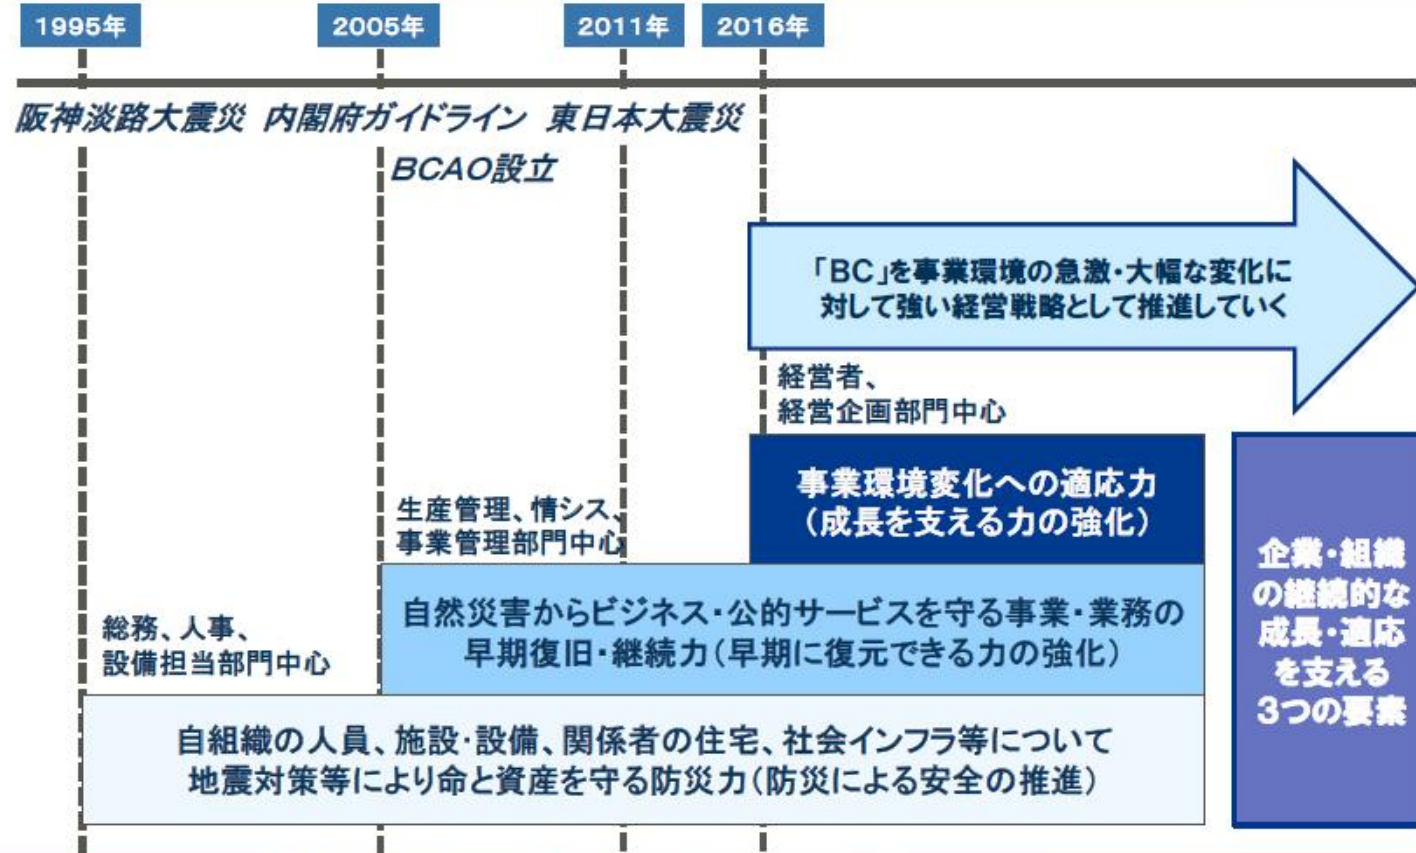 1995年
2005年
2011年
2016年
阪神淡路大震災
内閣府ガイドライン
東日本大震災
BCAO設立
「BC」を事業環境の急激・大幅な変化に
対して強い経営戦略として推進していく
経営者、
経営企画部門中心
事業環境変化への適応力
(成長を支える力の強化)
生産管理、情シス、
事業管理部門中心
自然災害からビジネス・公的サービスを守る事業・業務の
早期復旧・継続力(早期に復元できる力の強化)
総務、人事、
設備担当部門中心
自組織の人員、施設・設備、関係者の住宅、社会インフラ等について
地震対策等により命と資産を守る防災力(防災による安全の推進)
企業・組織
の継続的な
成長・適応
を支える
3つの要素